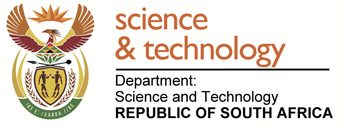 science
& technology
Department:
Science and Technology
REPUBLIC OF SOUTH AFRICA